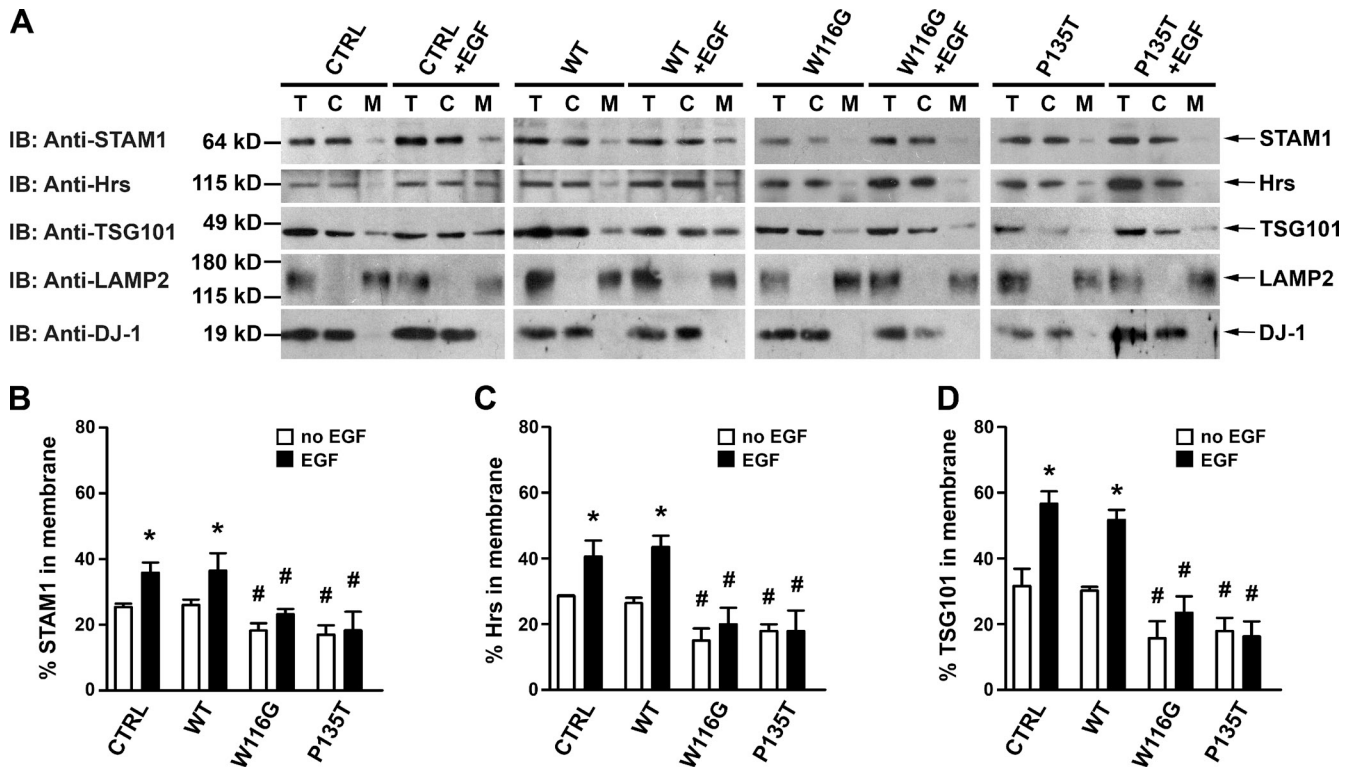 A
CTRL CTRL +EGF WT WT +EGF W116G W116G +EGF P135T P135T +EGF
T C M T C M T C M T C M T C M T C M T C M T C M
IB: Anti-STAM1 64 kD STAM1
IB: Anti-Hrs 115 kD Hrs
IB: Anti-TSG101 49 kD TSG101
180 kD
IB: Anti-LAMP2 LAMP2
115 kD
IB: Anti-DJ-1 19 kD DJ-1
B
% STAM1 in membrane
80
60
40
20
0
no EGF
EGF
* * # # # #
CTRL WT W116G P135T
C
% Hrs in membrane
80
60
40
20
0
no EGF
EGF
* * # # # #
CTRL WT W116G P135T
D
% TSG101 in membrane
80
60
40
20
0
no EGF
EGF
* * # # # #
CTRL WT W116G P135T